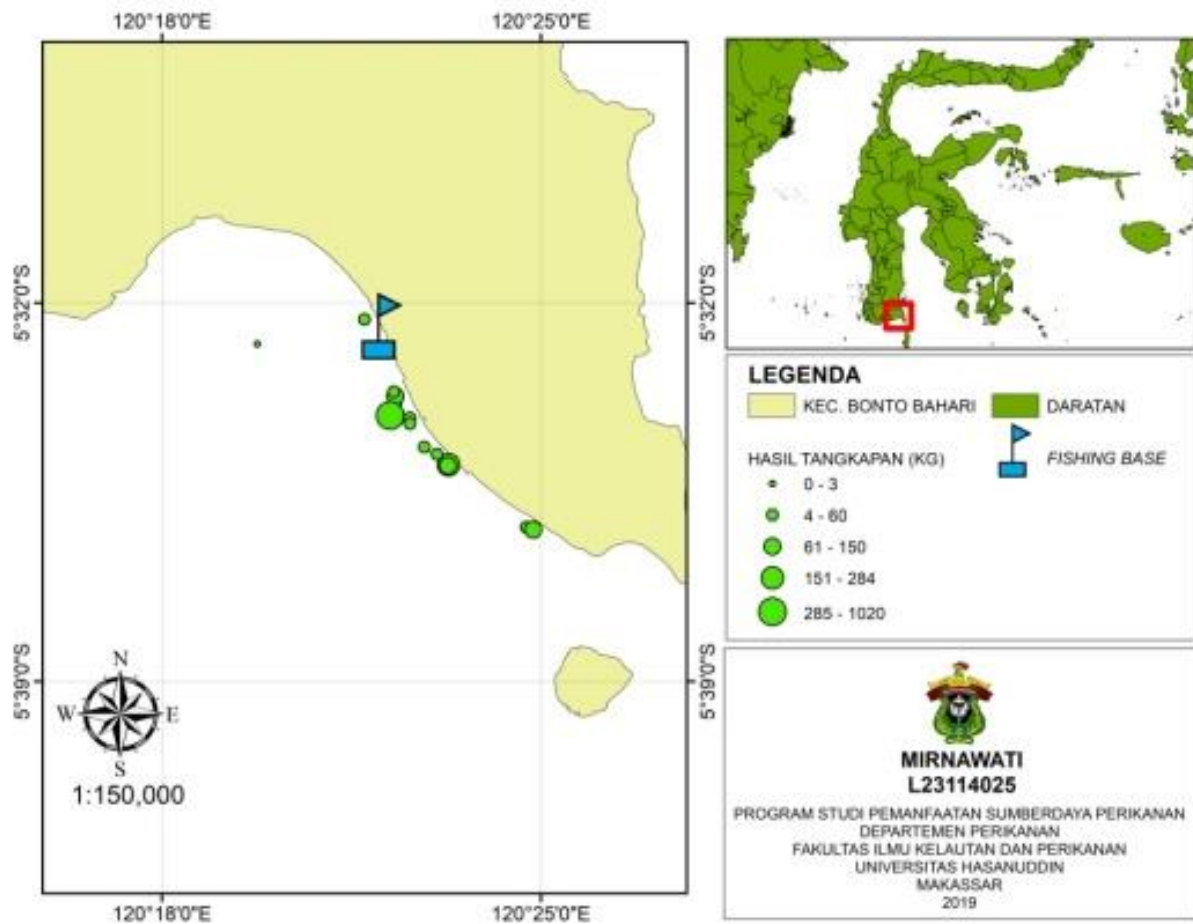 120°18'0"E
120°25'0"E
5°32'0"S
5°32'0"S
5°39'0"S
5°39'0"S
N
W
E
S
1:150,000
120°18'0"E
120°25'0"E
LEGENDA
KEC. BONTO BAHARI
DARATAN
HASIL TANGKAPAN (KG)
FISHING BASE
0 - 3
4 - 60
61 - 150
151 - 284
285 - 1020
MIRNAWATI
L23114025
PROGRAM STUDI PEMANFAATAN SUMBERDAYA PERIKANAN
DEPARTEMEN PERIKANAN
FAKULTAS ILMU KELAUTAN DAN PERIKANAN
UNIVERSITAS HASANUDDIN
MAKASSAR
2019